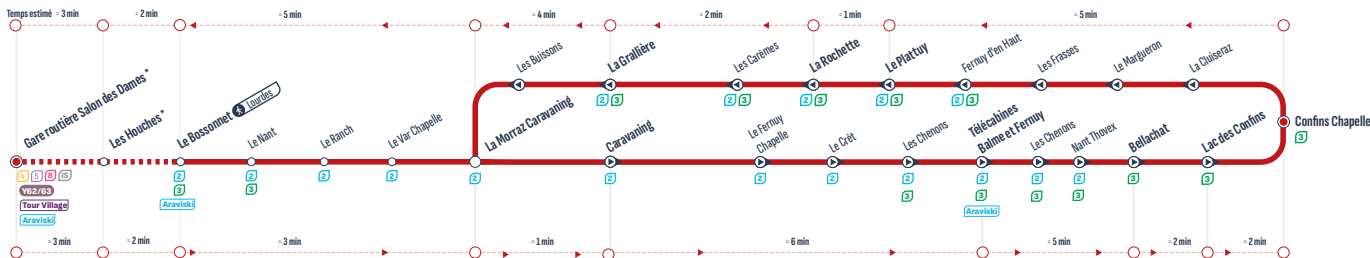 Temps estimé ≈ 3 min ≈ 2 min ≈ 5 min ≈ 4 min ≈ 2 min ≈ 1 min ≈ 5 min
Les Buissons
La Grallière
2 3
Les Carêmes
2 3
La Rochette
2 3
Le Plattuy
2 3
Fernuy d'en Haut
2 3
Les Frasses
Le Margueron
La Cluiseraz
Confins Chapelle
3
Gare routière Salon des Dames*
4 5 8 IS
Y62/63
Tour Village
Araviski
Les Houches*
Le Bossonnet Lourdes
2
3
Araviski
Le Nant
2
3
Le Ranch
2
Le Var Chapelle
2
La Morraz Caravaning
2
Caravaning
2
Le Fernuy
Chapelle
2
Le Crêt
2
Les Chenons
2
3
Télécabines
Balme et Fernuy
2
3
Araviski
Les Chenons
2
3
Nant Thovex
2
3
Bellachat
3
Lac des Confins
3
≈ 3 min ≈ 2 min ≈ 3 min ≈ 1 min ≈ 6 min ≈ 5 min ≈ 2 min ≈ 2 min